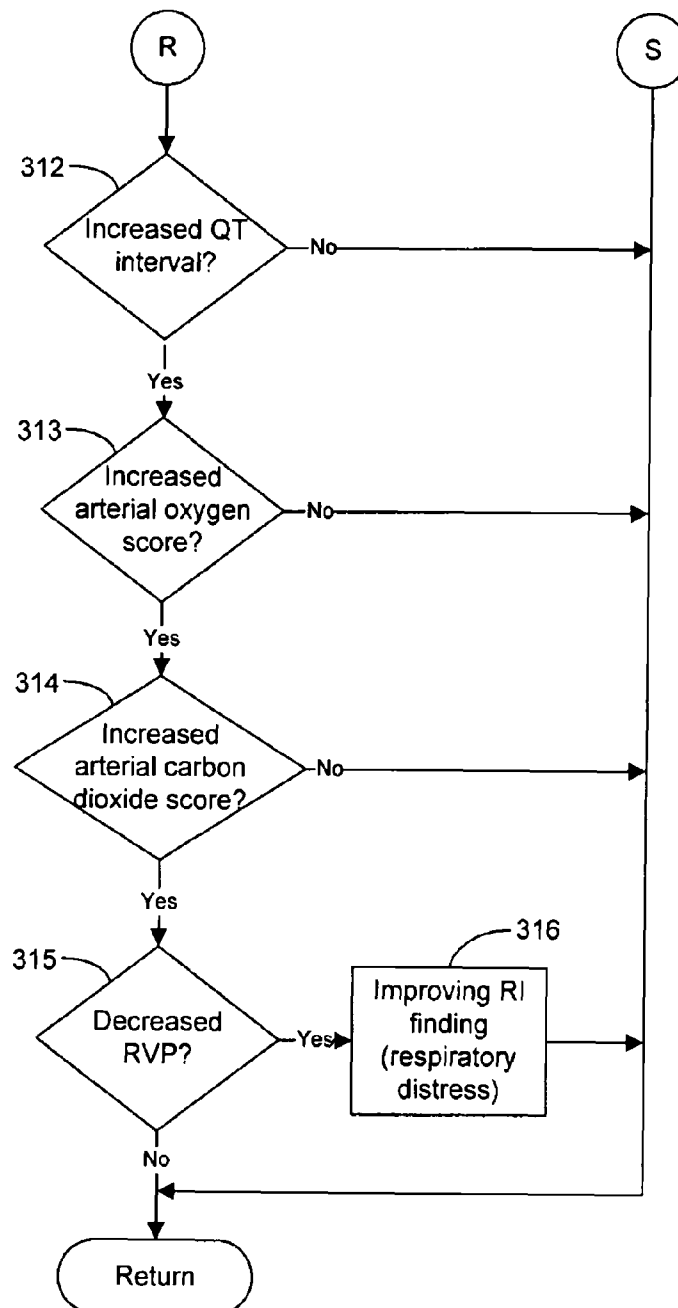 R
S
312
Increased QT
interval?
No
Yes
313
Increased
arterial oxygen
score?
No
Yes
314
Increased
arterial carbon
dioxide score?
No
Yes
315
Decreased
RVP?
Yes
316
Improving RI
finding
(respiratory
distress)
No
Return